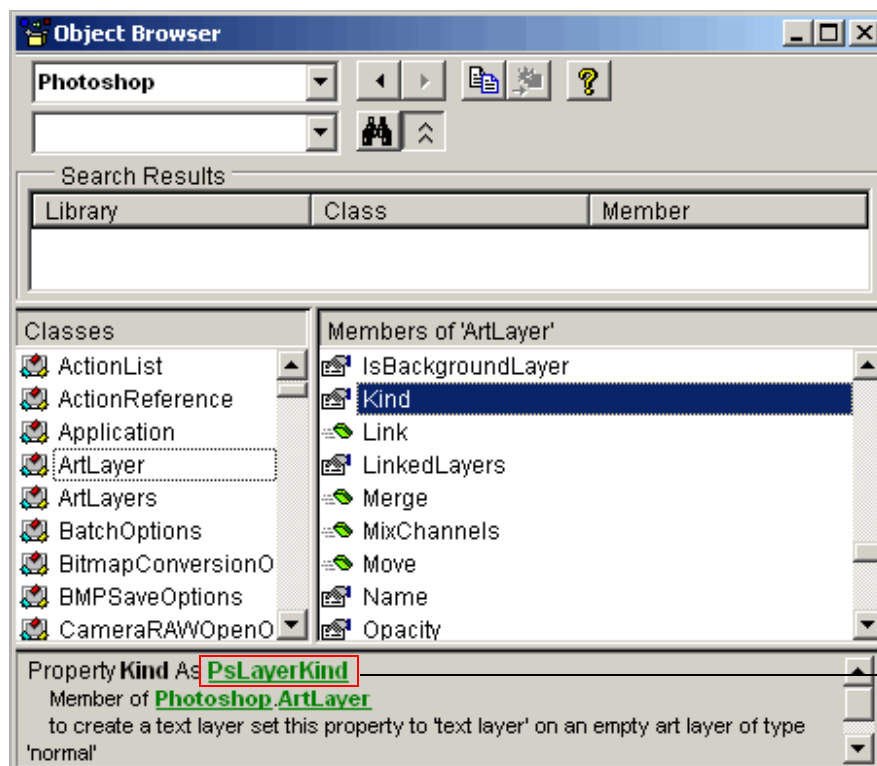 Object Browser
Photoshop
Search Results
Library Class Member
Classes
ActionList
ActionReference
Application
ArtLayer
ArtLayers
BatchOptions
BitmapConversionO
BMPSaveOptions
CameraRAWOpenO
Members of 'ArtLayer'
IsBackgroundLayer
Kind
Link
LinkedLayers
Merge
MixChannels
Move
Name
Opacity
Property Kind As PsLayerKind
Member of Photoshop.ArtLayer
to create a text layer set this property to 'text layer' on an empty art layer of type
'normal'